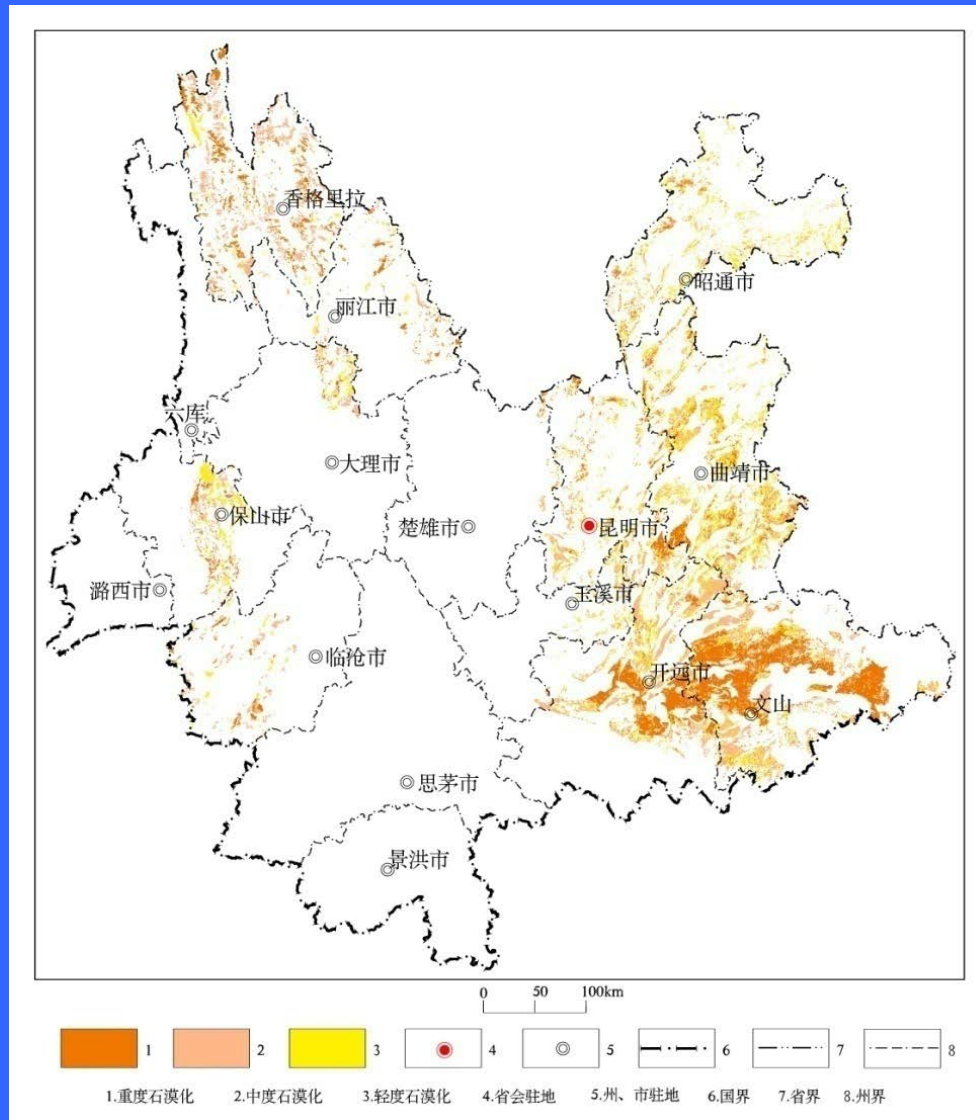 香格里拉
昭通市
丽江市
六库
大理市
曲靖市
保山市
楚雄市
昆明市
潞西市
玉溪市
临沧市
开远市
文山
思茅市
景洪市
0 50 100km
1 2 3 4 5 6 7 8
1.重度石漠化 2.中度石漠化 3.轻度石漠化 4.省会驻地 5.州、市驻地 6.国界 7.省界 8.州界